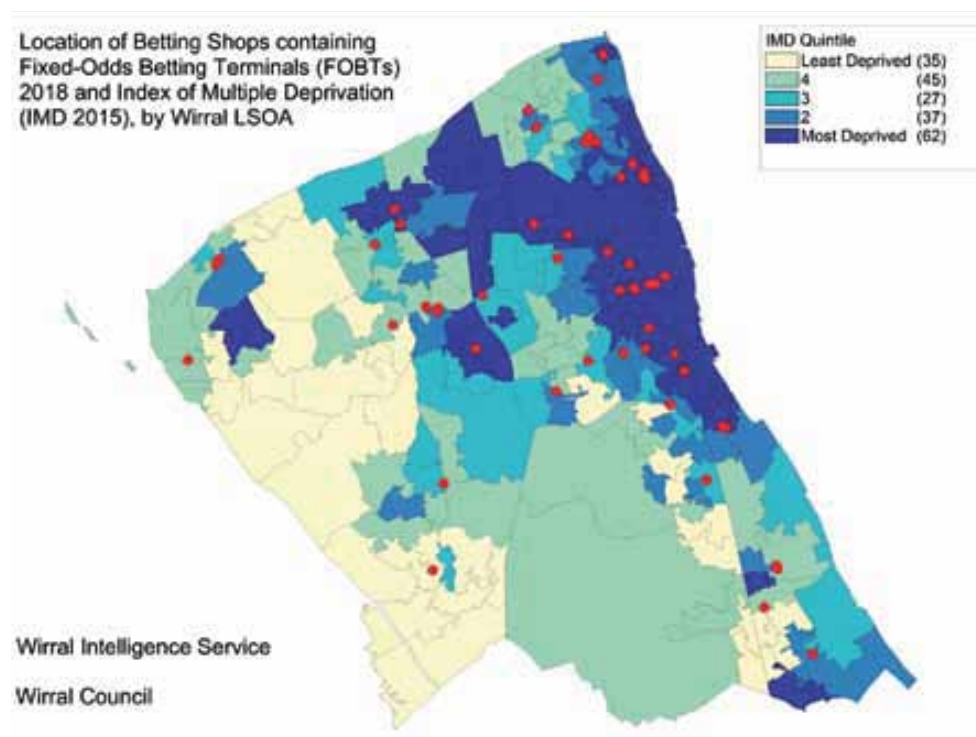 Location of Betting Shops containing
Fixed-Odds Betting Terminals (FOBTs)
2018 and Index of Multiple Deprivation
(IMD 2015), by Wirral LSOA
IMD Quintile
Least Deprived (35)
4 (45)
3 (27)
2 (37)
Most Deprived (62)
Wirral Intelligence Service
Wirral Council